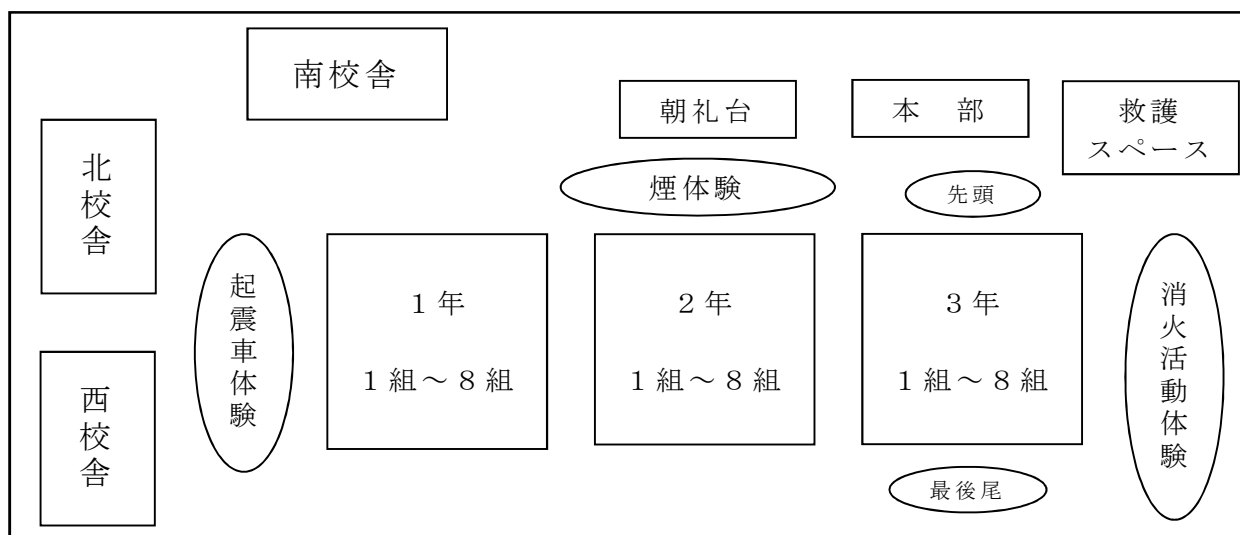 南校舎
朝礼台
本　部
救護
スペース
北校舎
煙体験
先頭
起震車体験
１年
１組～８組
２年
１組～８組
３年
１組～８組
消火活動体験
西校舎
最後尾